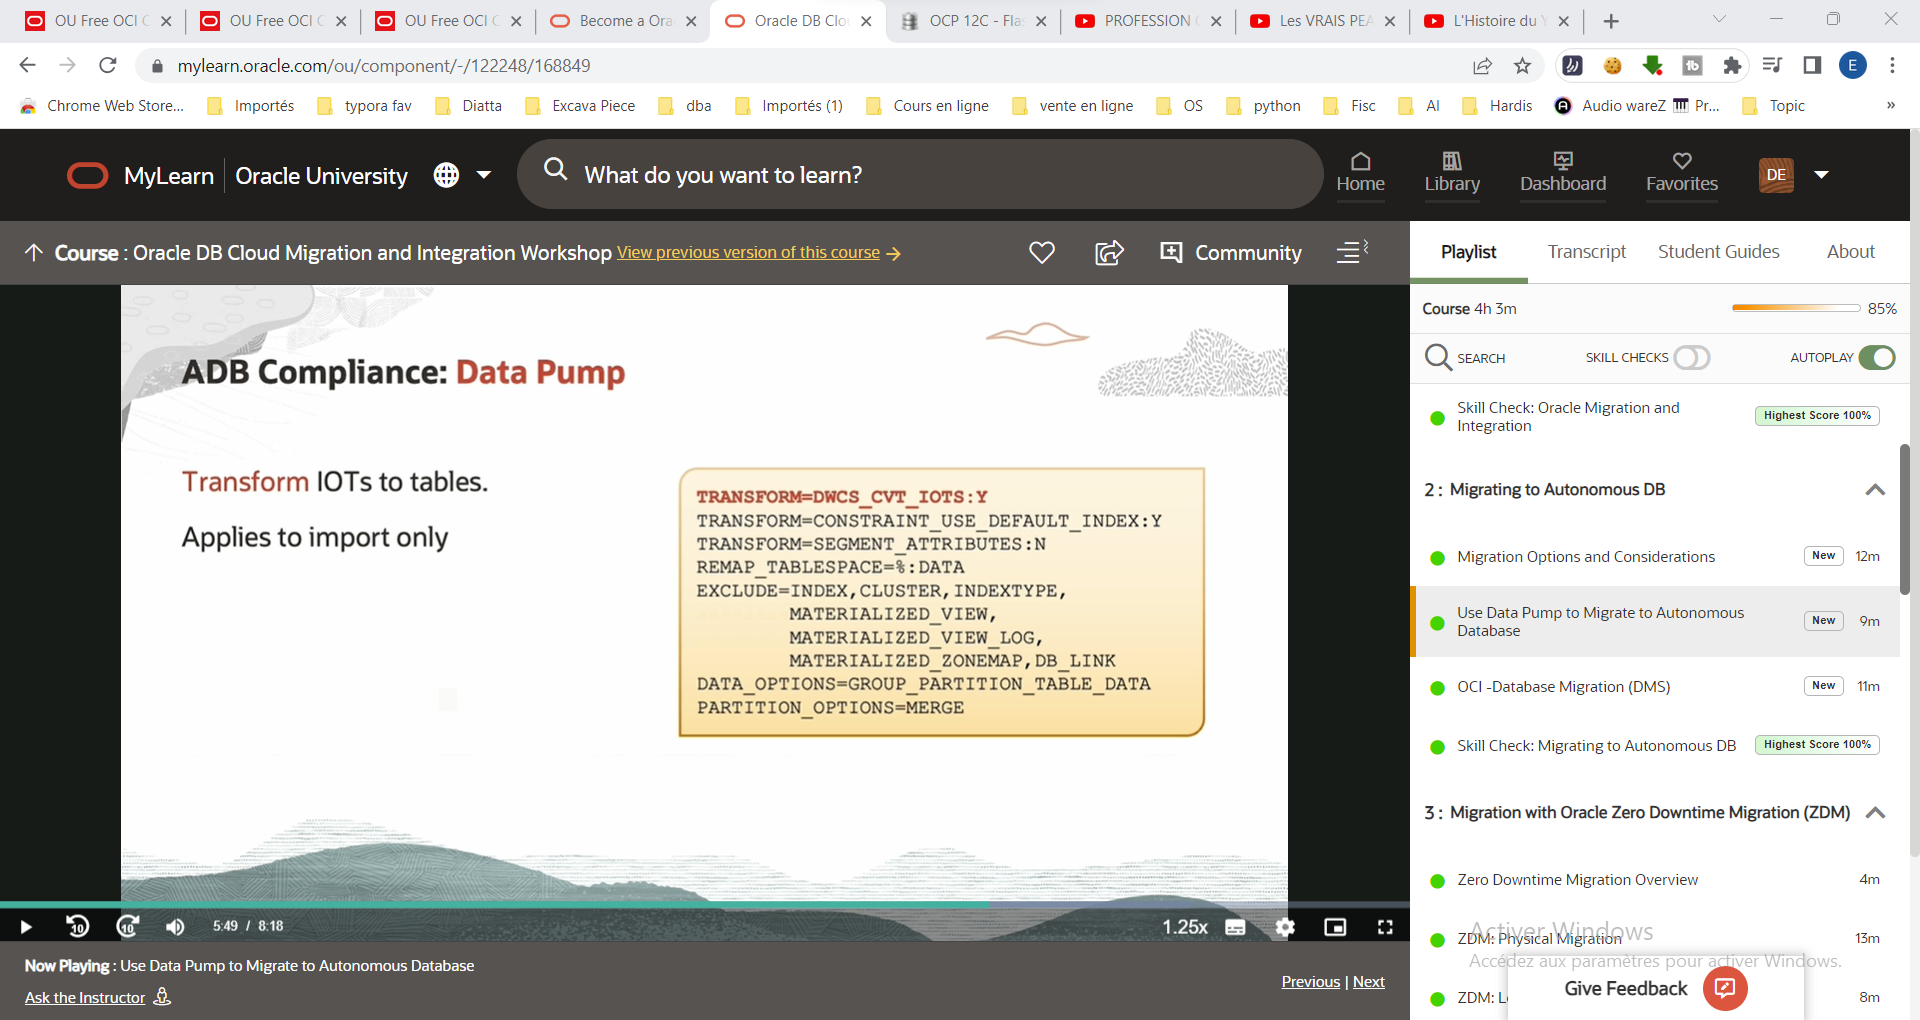 OU Free OCI C
OU Free OCI C
OU Free OCI C
Become a Ora
Oracle DB Clo
OCP 12C - Fla
PROFESSION
Les VRAIS PEA
L'Histoire du Y
mylearn.oracle.com/ou/component/-/122248/168849
E
Chrome Web Store...
Importés
typora fav
Diatta
Excava Piece
dba
Importés (1)
Cours en ligne
vente en ligne
OS
python
Fisc
AI
Hardis
Audio wareZ
Pr...
Topic
»
MyLearn
Oracle University
What do you want to learn?
Home
Library
Dashboard
Favorites
DE
Course : Oracle DB Cloud Migration and Integration Workshop View previous version of this course
Community
ADB Compliance: Data Pump
Transform IOTs to tables.
Applies to import only
TRANSFORM=DWCS_CVT_IOTS:Y
TRANSFORM=CONSTRAINT_USE_DEFAULT_INDEX:Y
TRANSFORM=SEGMENT_ATTRIBUTES:N
REMAP_TABLESPACE=%:DATA
EXCLUDE=INDEX,CLUSTER,INDEXTYPE,
MATERIALIZED_VIEW,
MATERIALIZED_VIEW_LOG,
MATERIALIZED_ZONEMAP,DB_LINK
DATA_OPTIONS=GROUP_PARTITION_TABLE_DATA
PARTITION_OPTIONS=MERGE
10
10
5:49 / 8:18
1.25x
Now Playing : Use Data Pump to Migrate to Autonomous Database
Ask the Instructor
Previous | Next
Playlist
Transcript
Student Guides
About
Course 4h 3m
85%
SEARCH
SKILL CHECKS
AUTOPLAY
Skill Check: Oracle Migration and
Integration
Highest Score 100%
2 : Migrating to Autonomous DB
Migration Options and Considerations
New
12m
Use Data Pump to Migrate to Autonomous
Database
New
9m
OCI -Database Migration (DMS)
New
11m
Skill Check: Migrating to Autonomous DB
Highest Score 100%
3 : Migration with Oracle Zero Downtime Migration (ZDM)
Zero Downtime Migration Overview
4m
ZDM: Physical Migration
13m
Activer Windows
Accédez aux paramètres pour activer Windows.
ZDM: L
8m
Give Feedback